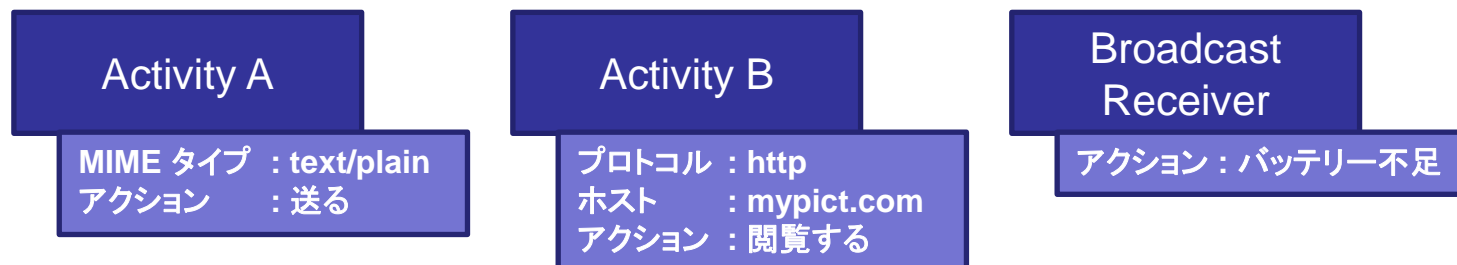 Activity A
MIME タイプ : text/plain
アクション : 送る
Activity B
プロトコル : http
ホスト : mypict.com
アクション : 閲覧する
Broadcast
Receiver
アクション : バッテリー不足